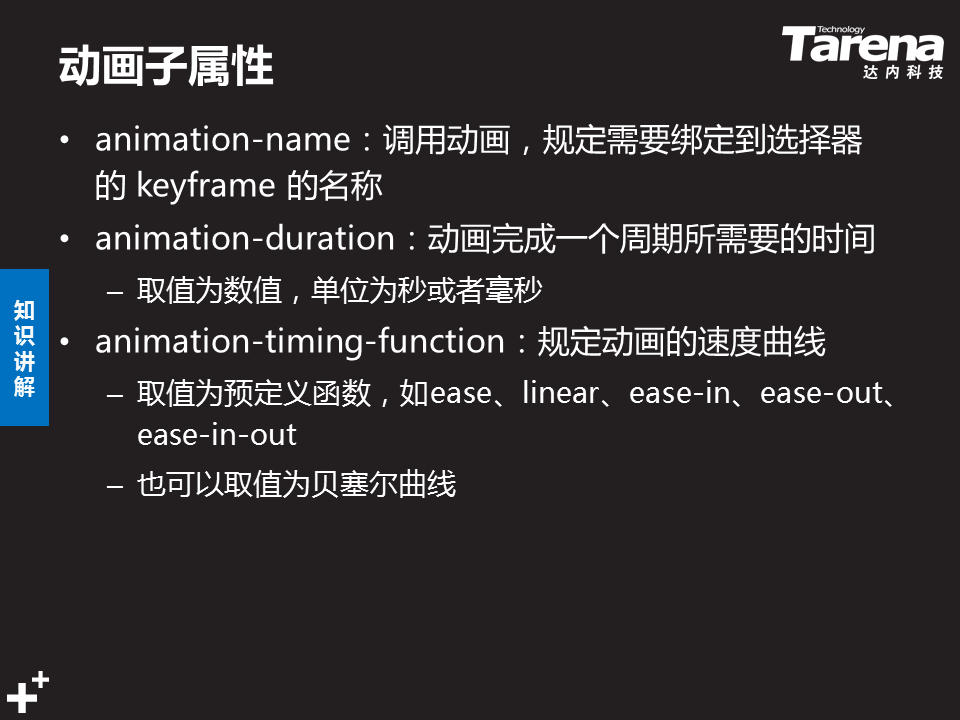 动画子属性
Technology
Tarena
达内科技
• animation-name：调用动画，规定需要绑定到选择器
的 keyframe 的名称
• animation-duration：动画完成一个周期所需要的时间
– 取值为数值，单位为秒或者毫秒
• animation-timing-function：规定动画的速度曲线
– 取值为预定义函数，如ease、linear、ease-in、ease-out、
ease-in-out
– 也可以取值为贝塞尔曲线
知
识
讲
解